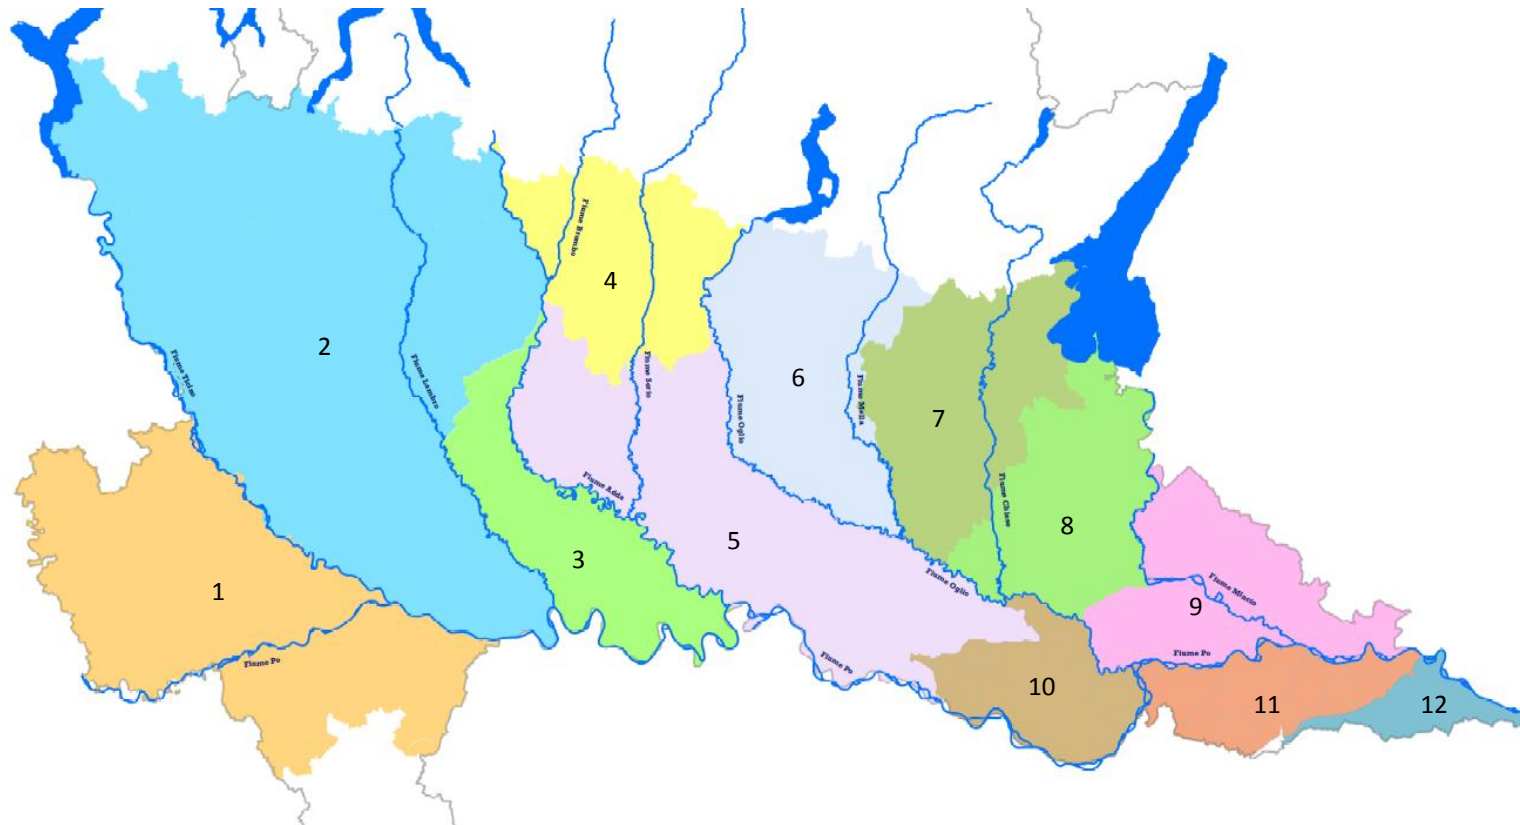 Fiume Brembo
4
2
Fiume Ticino
Fiume Lambro
Fiume Serio
6
Fiume Oglio
Fiume Mella
7
Fiume Adda
Fiume Chiese
8
5
3
1
Fiume Oglio
Fiume Mincio
9
Fiume Po
Fiume Po
Fiume Po
10
11
12